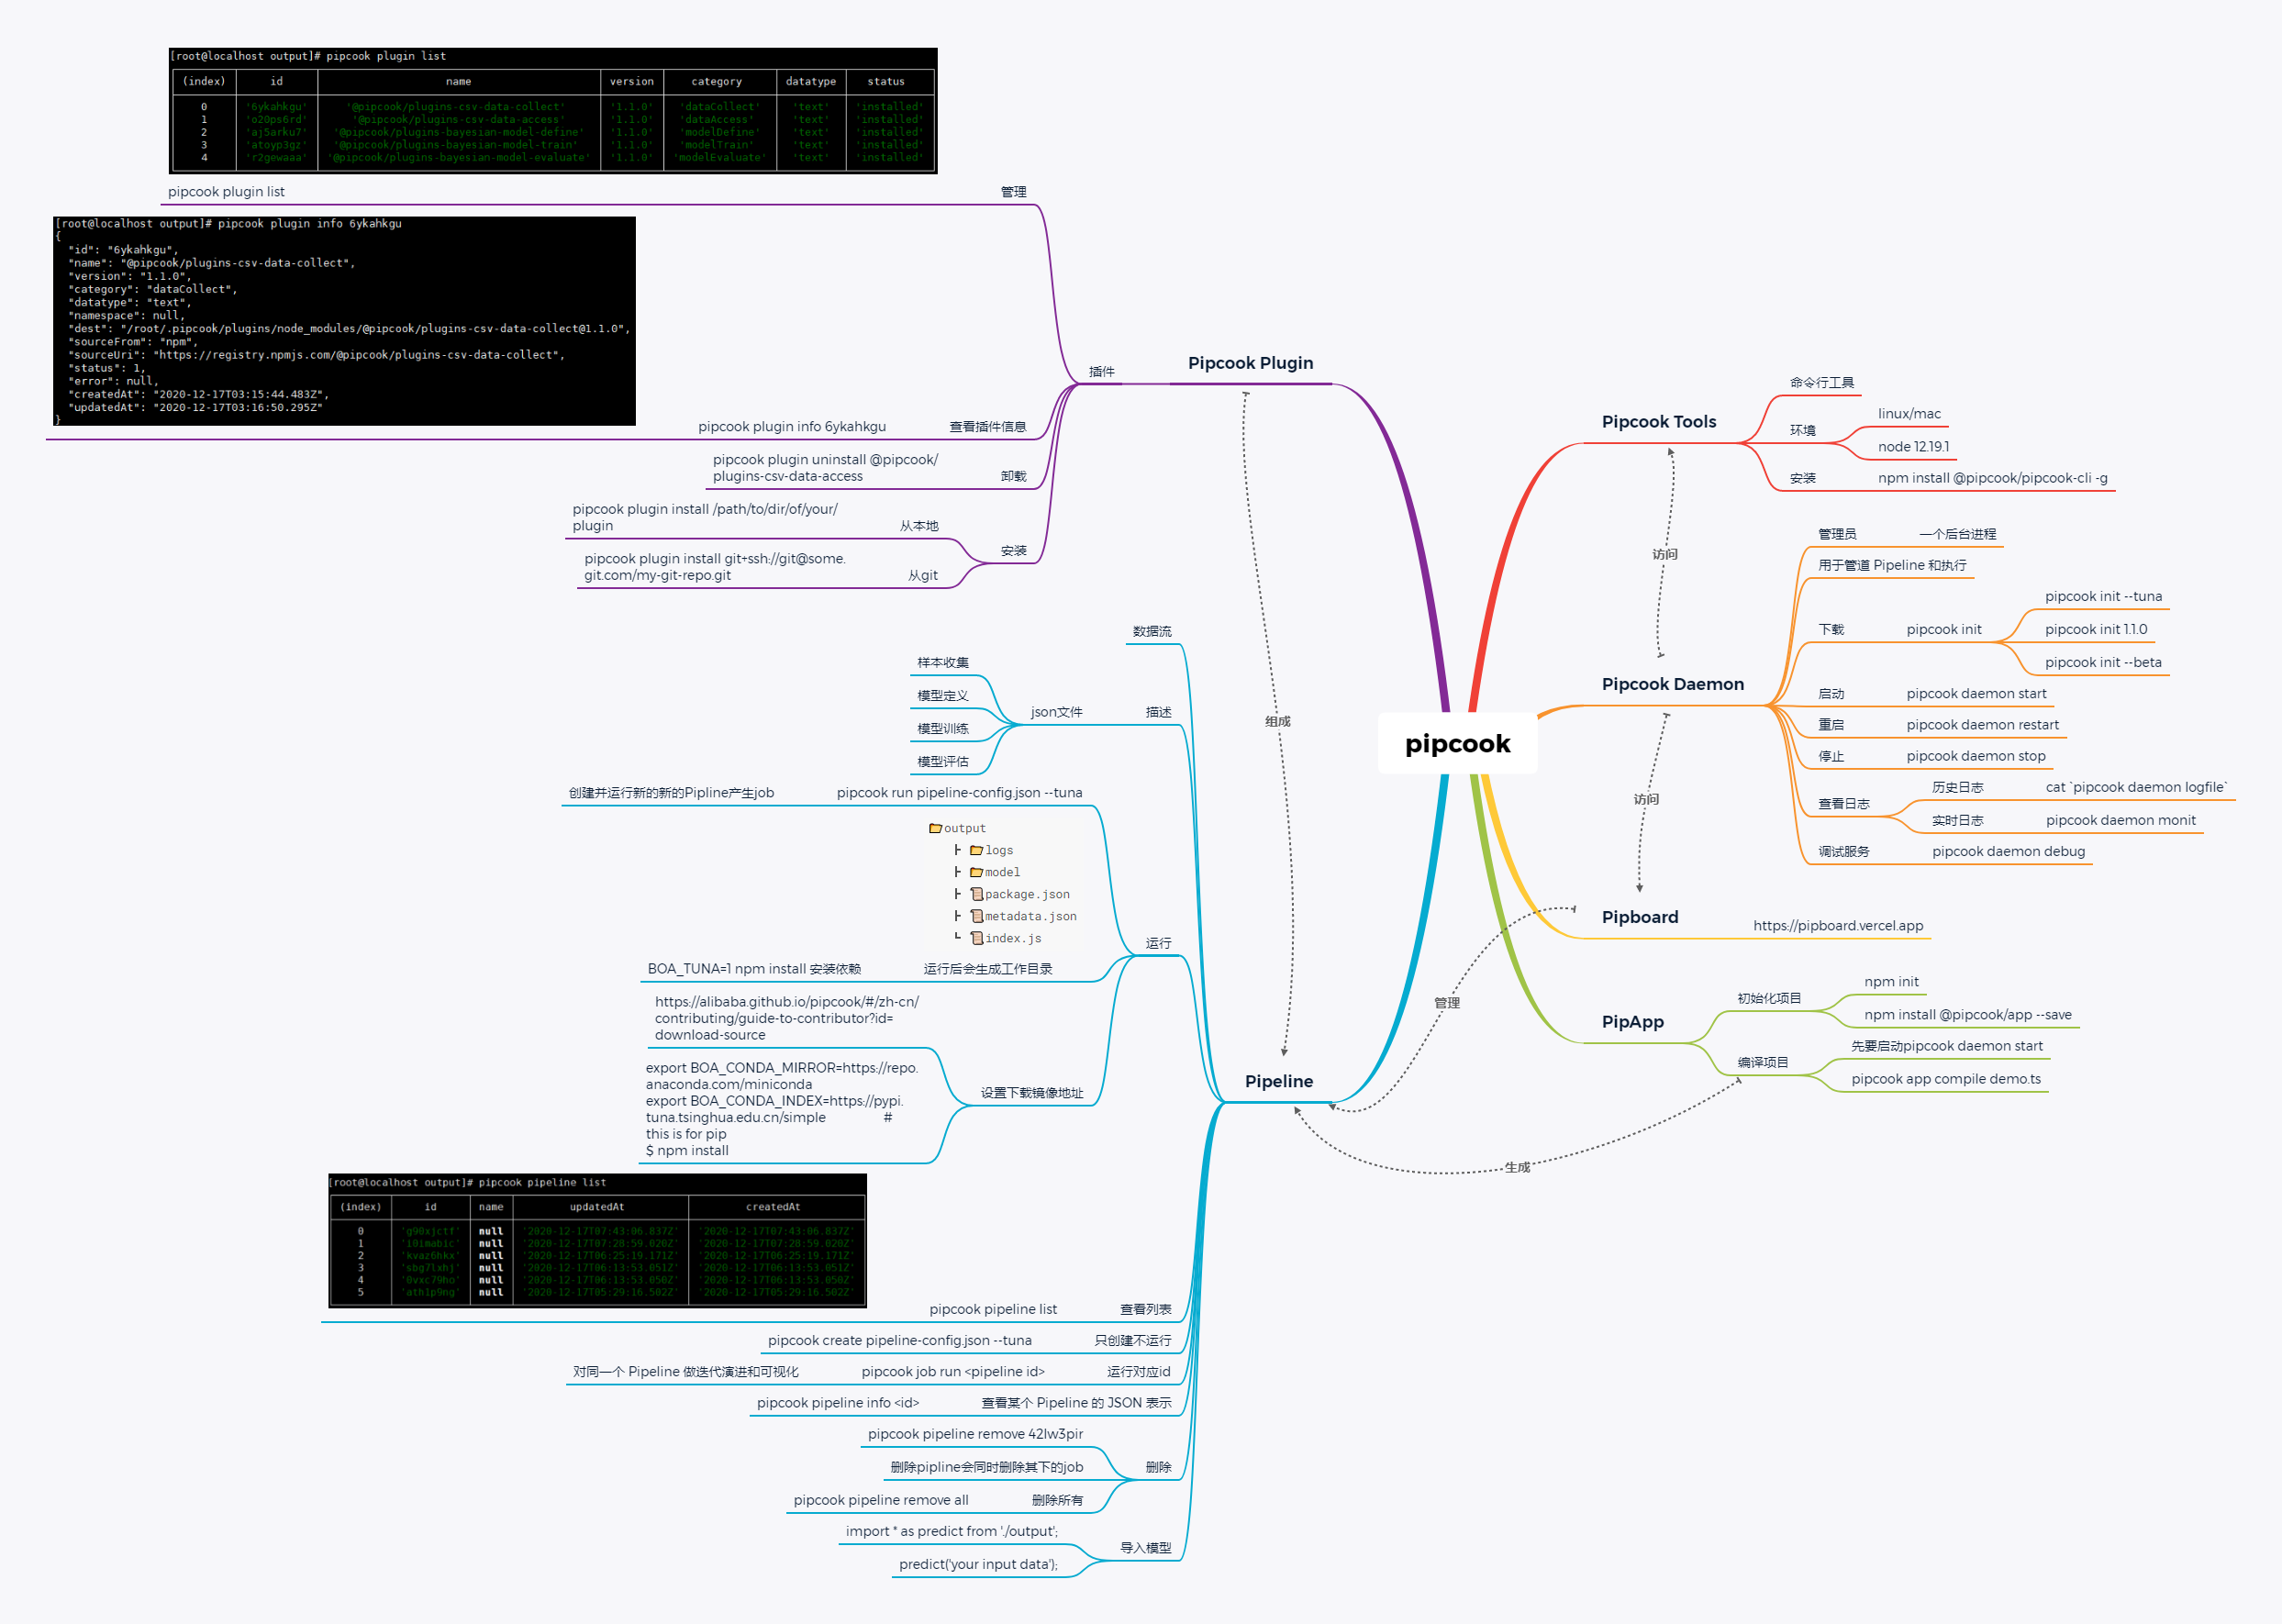 pipcook
Pipcook Plugin
插件
管理
pipcook plugin list
[root@localhost output]# pipcook plugin list
(index) id name version category datatype status
0 '6ykahkgu' '@pipcook/plugins-csv-data-collect' '1.1.0' 'dataCollect' 'text' 'installed'
1 'o20ps6rd' '@pipcook/plugins-csv-data-access' '1.1.0' 'dataAccess' 'text' 'installed'
2 'aj5arku7' '@pipcook/plugins-bayesian-model-define' '1.1.0' 'modelDefine' 'text' 'installed'
3 'atoyp3gz' '@pipcook/plugins-bayesian-model-train' '1.1.0' 'modelTrain' 'text' 'installed'
4 'r2gewaaa' '@pipcook/plugins-bayesian-model-evaluate' '1.1.0' 'modelEvaluate' 'text' 'installed'
查看插件信息
pipcook plugin info 6ykahkgu
[root@localhost output]# pipcook plugin info 6ykahkgu
{
"id": "6ykahkgu",
"name": "@pipcook/plugins-csv-data-collect",
"version": "1.1.0",
"category": "dataCollect",
"datatype": "text",
"namespace": null,
"dest": "/root/.pipcook/plugins/node_modules/@pipcook/plugins-csv-data-collect@1.1.0",
"sourceFrom": "npm",
"sourceUri": "https://registry.npmjs.com/@pipcook/plugins-csv-data-collect",
"status": 1,
"error": null,
"createdAt": "2020-12-17T03:15:44.483Z",
"updatedAt": "2020-12-17T03:16:50.295Z"
}
卸载
pipcook plugin uninstall @pipcook/
plugins-csv-data-access
安装
从本地
pipcook plugin install /path/to/dir/of/your/
plugin
从git
pipcook plugin install git+ssh://git@some.
git.com/my-git-repo.git
组成
Pipeline
数据流
描述
json文件
样本收集
模型定义
模型训练
模型评估
运行
pipcook run pipeline-config.json --tuna
创建并运行新的新的Pipline产生job
output
logs
model
package.json
metadata.json
index.js
运行后会生成工作目录
BOA_TUNA=1 npm install 安装依赖
设置下载镜像地址
https://alibaba.github.io/pipcook/#/zh-cn/
contributing/guide-to-contributor?id=
download-source
export BOA_CONDA_MIRROR=https://repo.
anaconda.com/miniconda
export BOA_CONDA_INDEX=https://pypi.
tuna.tsinghua.edu.cn/simple #
this is for pip
$ npm install
查看列表
pipcook pipeline list
[root@localhost output]# pipcook pipeline list
(index) id name updatedAt createdAt
0 'g90xjctf' null '2020-12-17T07:43:06.837Z' '2020-12-17T07:43:06.837Z'
1 'i0imabic' null '2020-12-17T07:28:59.020Z' '2020-12-17T07:28:59.020Z'
2 'kvaz6hkx' null '2020-12-17T06:25:19.171Z' '2020-12-17T06:25:19.171Z'
3 'sbg7lxhj' null '2020-12-17T06:13:53.051Z' '2020-12-17T06:13:53.051Z'
4 '0vxc79ho' null '2020-12-17T06:13:53.050Z' '2020-12-17T06:13:53.050Z'
5 'ath1p9ng' null '2020-12-17T05:29:16.502Z' '2020-12-17T05:29:16.502Z'
只创建不运行
pipcook create pipeline-config.json --tuna
运行对应id
pipcook job run <pipeline id>
对同一个 Pipeline 做迭代演进和可视化
查看某个 Pipeline 的 JSON 表示
pipcook pipeline info <id>
删除
pipcook pipeline remove 42lw3pir
删除pipline会同时删除其下的job
删除所有
pipcook pipeline remove all
导入模型
import * as predict from './output';
predict('your input data');
Pipcook Tools
命令行工具
环境
linux/mac
node 12.19.1
安装
npm install @pipcook/pipcook-cli -g
访问
Pipcook Daemon
管理员
一个后台进程
用于管道 Pipeline 和执行
下载
pipcook init
pipcook init --tuna
pipcook init 1.1.0
pipcook init --beta
启动
pipcook daemon start
重启
pipcook daemon restart
停止
pipcook daemon stop
查看日志
历史日志
cat `pipcook daemon logfile`
实时日志
pipcook daemon monit
调试服务
pipcook daemon debug
访问
Pipboard
https://pipboard.vercel.app
管理
PipApp
初始化项目
npm init
npm install @pipcook/app --save
编译项目
先要启动pipcook daemon start
pipcook app compile demo.ts
生成